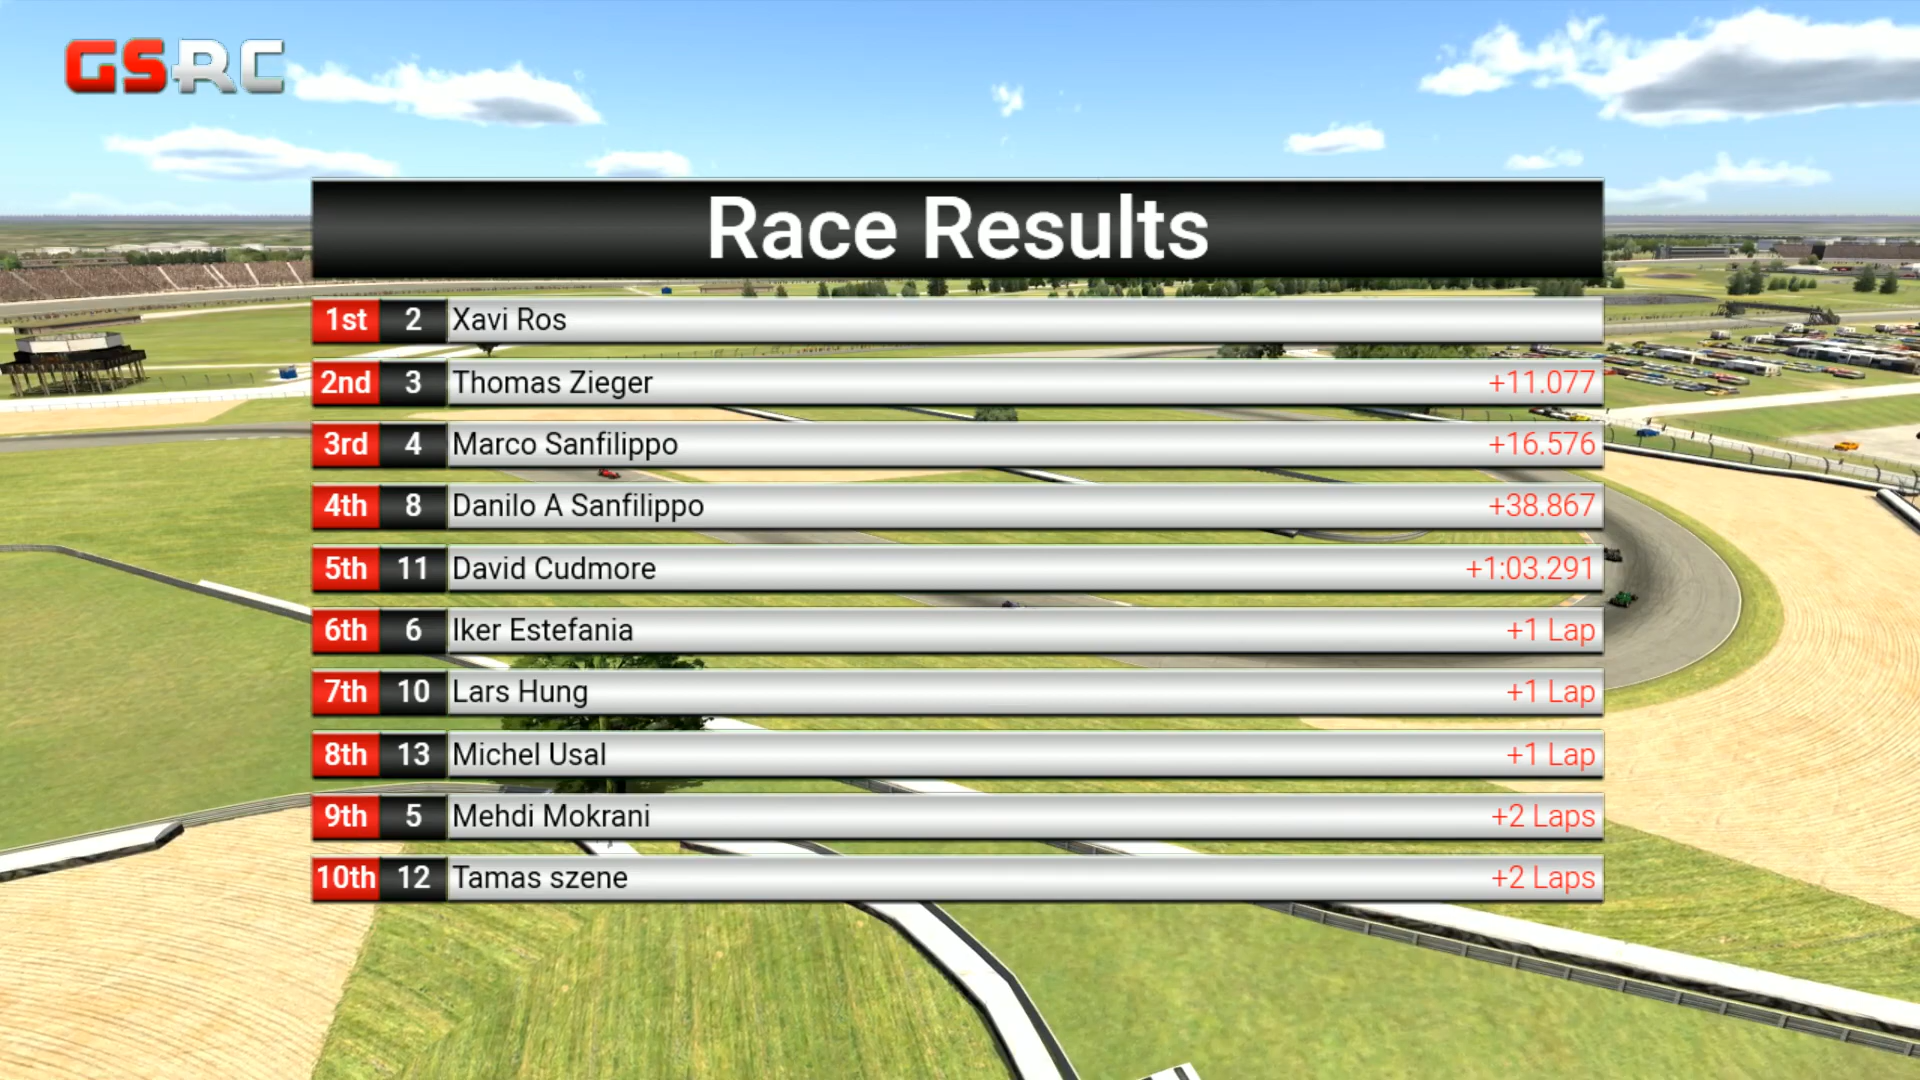 GSRC
Race Results
1st 2 Xavi Ros
2nd 3 Thomas Zieger +11.077
3rd 4 Marco Sanfilippo +16.576
4th 8 Danilo A Sanfilippo +38.867
5th 11 David Cudmore +1:03.291
6th 6 Iker Estefania +1 Lap
7th 10 Lars Hung +1 Lap
8th 13 Michel Usal +1 Lap
9th 5 Mehdi Mokrani +2 Laps
10th 12 Tamas szene +2 Laps